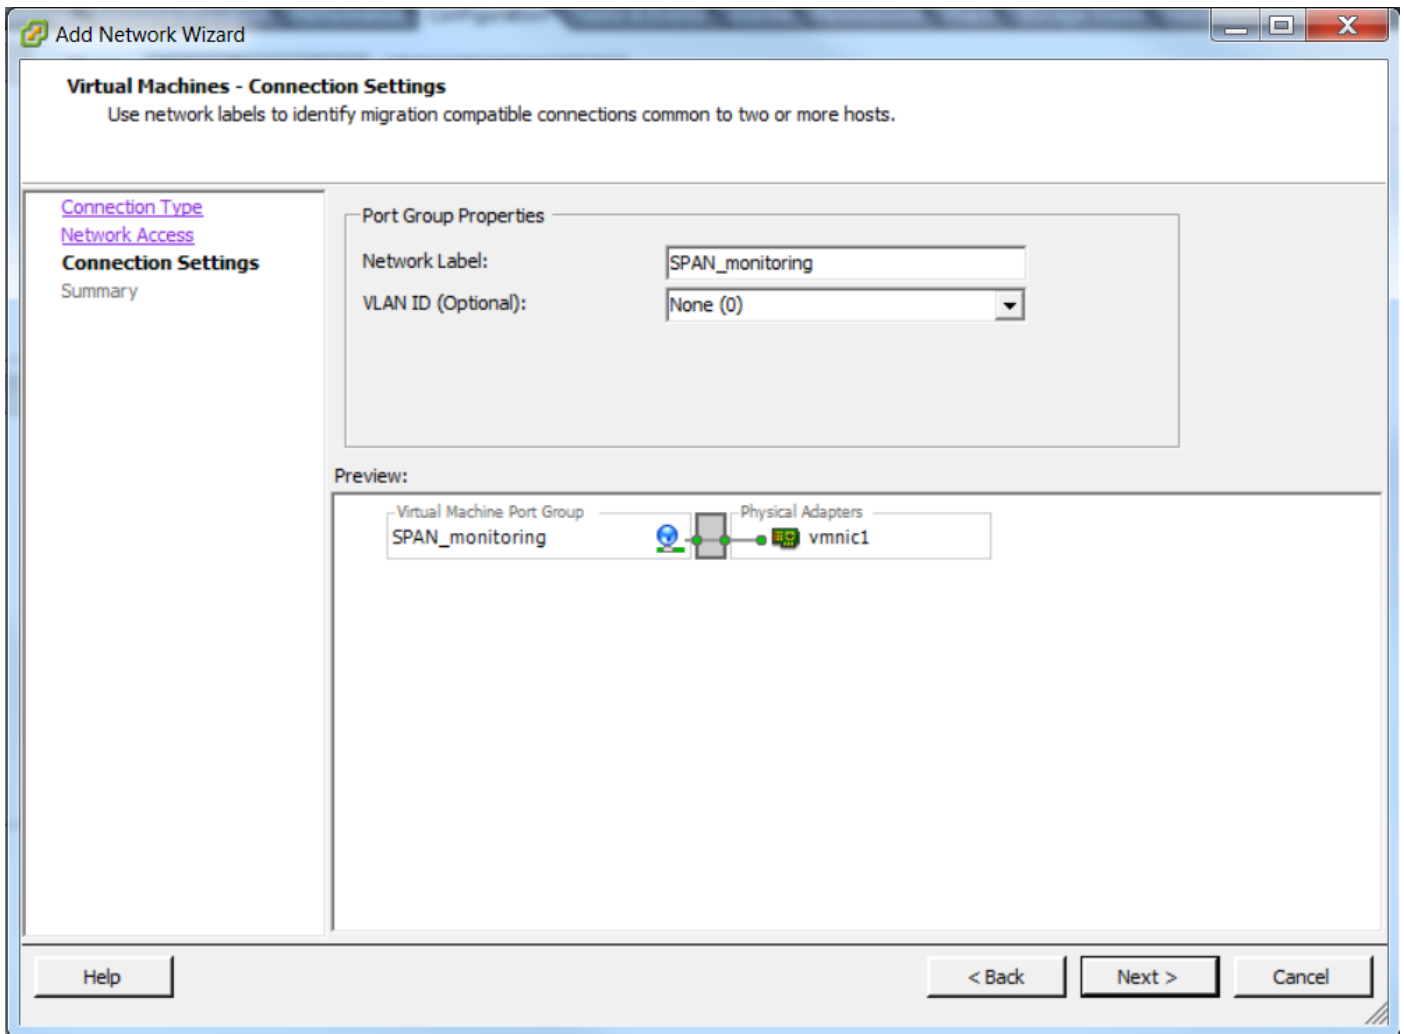 Configuration
Add Network Wizard
Virtual Machines - Connection Settings
Use network labels to identify migration compatible connections common to two or more hosts.
Connection Type
Network Access
Connection Settings
Summary
Port Group Properties
Network Label:
SPAN_monitoring
VLAN ID (Optional):
None (0)
Preview:
Virtual Machine Port Group
SPAN_monitoring
Physical Adapters
vmnic1
Help
< Back
Next >
Cancel